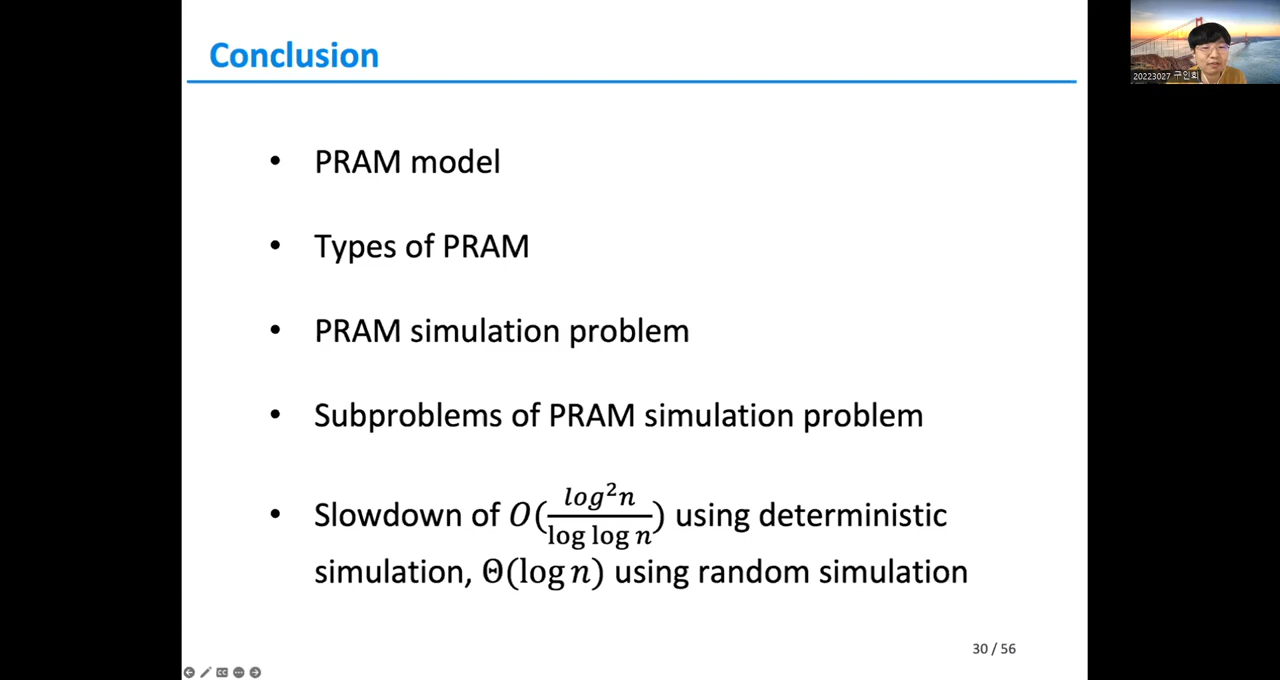 Conclusion
20223027 구인회
• PRAM model
• Types of PRAM
• PRAM simulation problem
• Subproblems of PRAM simulation problem
• Slowdown of O(log²n / log log n) using deterministic
simulation, Θ(log n) using random simulation
30 / 56